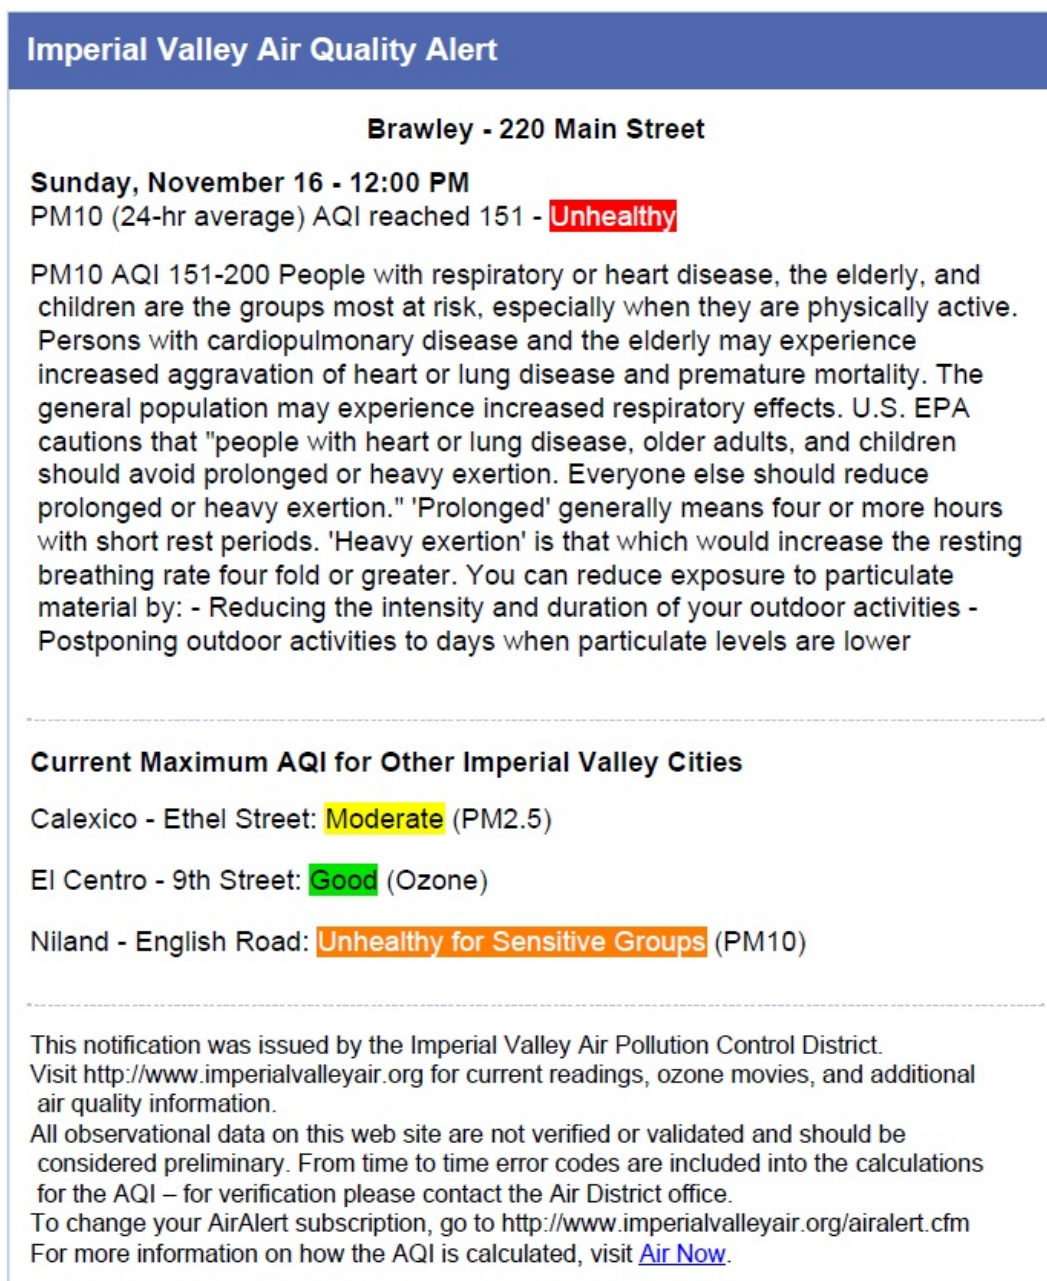 Imperial Valley Air Quality Alert
Brawley - 220 Main Street
Sunday, November 16 - 12:00 PM
PM10 (24-hr average) AQI reached 151 - Unhealthy
PM10 AQI 151-200 People with respiratory or heart disease, the elderly, and
children are the groups most at risk, especially when they are physically active.
Persons with cardiopulmonary disease and the elderly may experience
increased aggravation of heart or lung disease and premature mortality. The
general population may experience increased respiratory effects. U.S. EPA
cautions that "people with heart or lung disease, older adults, and children
should avoid prolonged or heavy exertion. Everyone else should reduce
prolonged or heavy exertion." 'Prolonged' generally means four or more hours
with short rest periods. 'Heavy exertion' is that which would increase the resting
breathing rate four fold or greater. You can reduce exposure to particulate
material by: - Reducing the intensity and duration of your outdoor activities -
Postponing outdoor activities to days when particulate levels are lower
Current Maximum AQI for Other Imperial Valley Cities
Calexico - Ethel Street: Moderate (PM2.5)
El Centro - 9th Street: Good (Ozone)
Niland - English Road: Unhealthy for Sensitive Groups (PM10)
This notification was issued by the Imperial Valley Air Pollution Control District.
Visit http://www.imperialvalleyair.org for current readings, ozone movies, and additional
air quality information.
All observational data on this web site are not verified or validated and should be
considered preliminary. From time to time error codes are included into the calculations
for the AQI – for verification please contact the Air District office.
To change your AirAlert subscription, go to http://www.imperialvalleyair.org/airalert.cfm
For more information on how the AQI is calculated, visit Air Now.